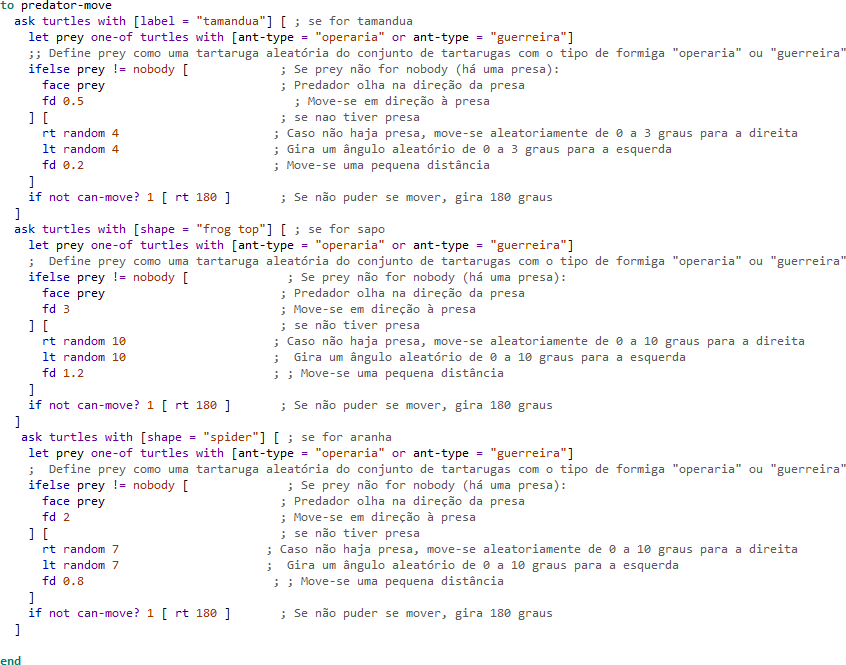 to predator-move
  ask turtles with [label = "tamandua"] [ ; se for tamandua
    let prey one-of turtles with [ant-type = "operaria" or ant-type = "guerreira"]
    ;; Define prey como uma tartaruga aleatória do conjunto de tartarugas com o tipo de formiga "operaria" ou "guerreira"
    ifelse prey != nobody [             ; Se prey não for nobody (há uma presa):
      face prey                         ; Predador olha na direção da presa
      fd 0.5                              ; Move-se em direção à presa
    ] [                                 ; se nao tiver presa
      rt random 4                      ; Caso não haja presa, move-se aleatoriamente de 0 a 3 graus para a direita
      lt random 4                      ; Gira um ângulo aleatório de 0 a 3 graus para a esquerda
      fd 0.2                           ; Move-se uma pequena distância
    ]
    if not can-move? 1 [ rt 180 ]       ; Se não puder se mover, gira 180 graus
  ]
  ask turtles with [shape = "frog top"] [ ; se for sapo
    let prey one-of turtles with [ant-type = "operaria" or ant-type = "guerreira"]
    ;  Define prey como uma tartaruga aleatória do conjunto de tartarugas com o tipo de formiga "operaria" ou "guerreira"
    ifelse prey != nobody [              ; Se prey não for nobody (há uma presa):
      face prey                         ; Predador olha na direção da presa
      fd 3                              ; Move-se em direção à presa
    ] [                                 ; se não tiver presa
      rt random 10                     ; Caso não haja presa, move-se aleatoriamente de 0 a 10 graus para a direita
      lt random 10                     ;  Gira um ângulo aleatório de 0 a 10 graus para a esquerda
      fd 1.2                           ; ; Move-se uma pequena distância
    ]
    if not can-move? 1 [ rt 180 ]       ; Se não puder se mover, gira 180 graus
  ]
   ask turtles with [shape = "spider"] [ ; se for aranha
    let prey one-of turtles with [ant-type = "operaria" or ant-type = "guerreira"]
    ;  Define prey como uma tartaruga aleatória do conjunto de tartarugas com o tipo de formiga "operaria" ou "guerreira"
    ifelse prey != nobody [              ; Se prey não for nobody (há uma presa):
      face prey                         ; Predador olha na direção da presa
      fd 2                              ; Move-se em direção à presa
    ] [                                 ; se não tiver presa
      rt random 7                     ; Caso não haja presa, move-se aleatoriamente de 0 a 10 graus para a direita
      lt random 7                     ;  Gira um ângulo aleatório de 0 a 10 graus para a esquerda
      fd 0.8                           ; ; Move-se uma pequena distância
    ]
    if not can-move? 1 [ rt 180 ]       ; Se não puder se mover, gira 180 graus
  ]
end